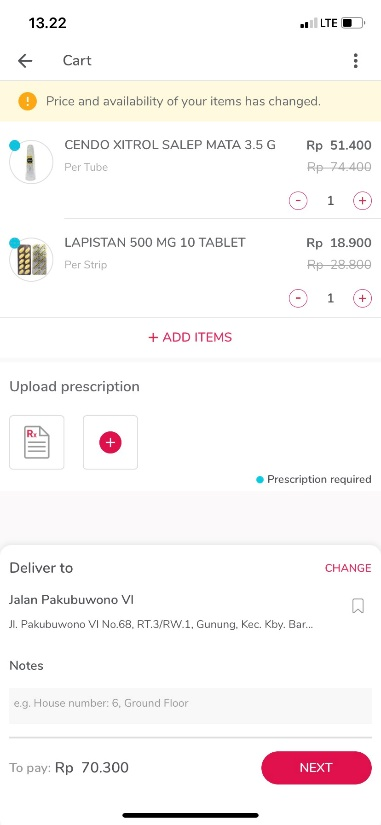 13.22
LTE
Cart
Price and availability of your items has changed.
CENDO XITROL SALEP MATA 3.5 G
Rp 51.400
Per Tube
Rp 74.400
- 1 +
LAPISTAN 500 MG 10 TABLET
Rp 18.900
Per Strip
Rp 28.800
- 1 +
+ ADD ITEMS
Upload prescription
Rx
Prescription required
Deliver to
CHANGE
Jalan Pakubuwono VI
Jl. Pakubuwono VI No.68, RT.3/RW.1, Gunung, Kec. Kby. Bar...
Notes
e.g. House number: 6, Ground Floor
To pay: Rp 70.300
NEXT